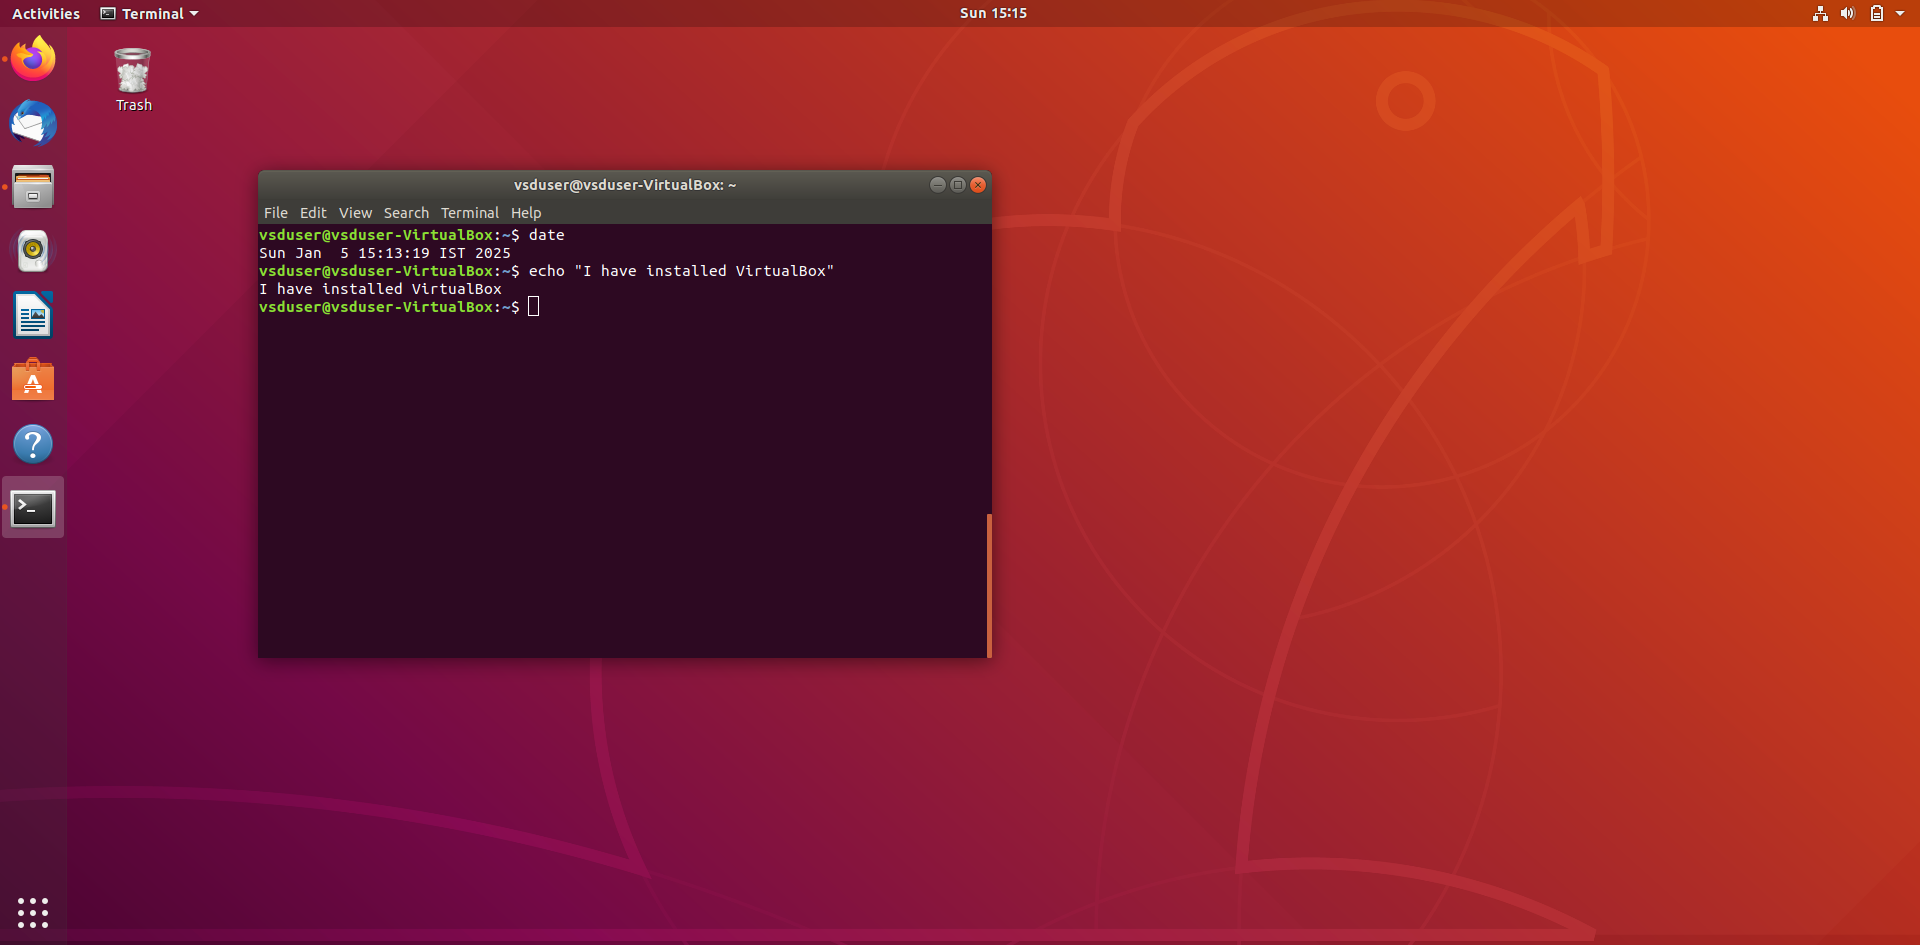 Activities
Terminal
Sun 15:15
Trash
vsduser@vsduser-VirtualBox: ~
File Edit View Search Terminal Help
vsduser@vsduser-VirtualBox:~$ date
Sun Jan  5 15:13:19 IST 2025
vsduser@vsduser-VirtualBox:~$ echo "I have installed VirtualBox"
I have installed VirtualBox
vsduser@vsduser-VirtualBox:~$